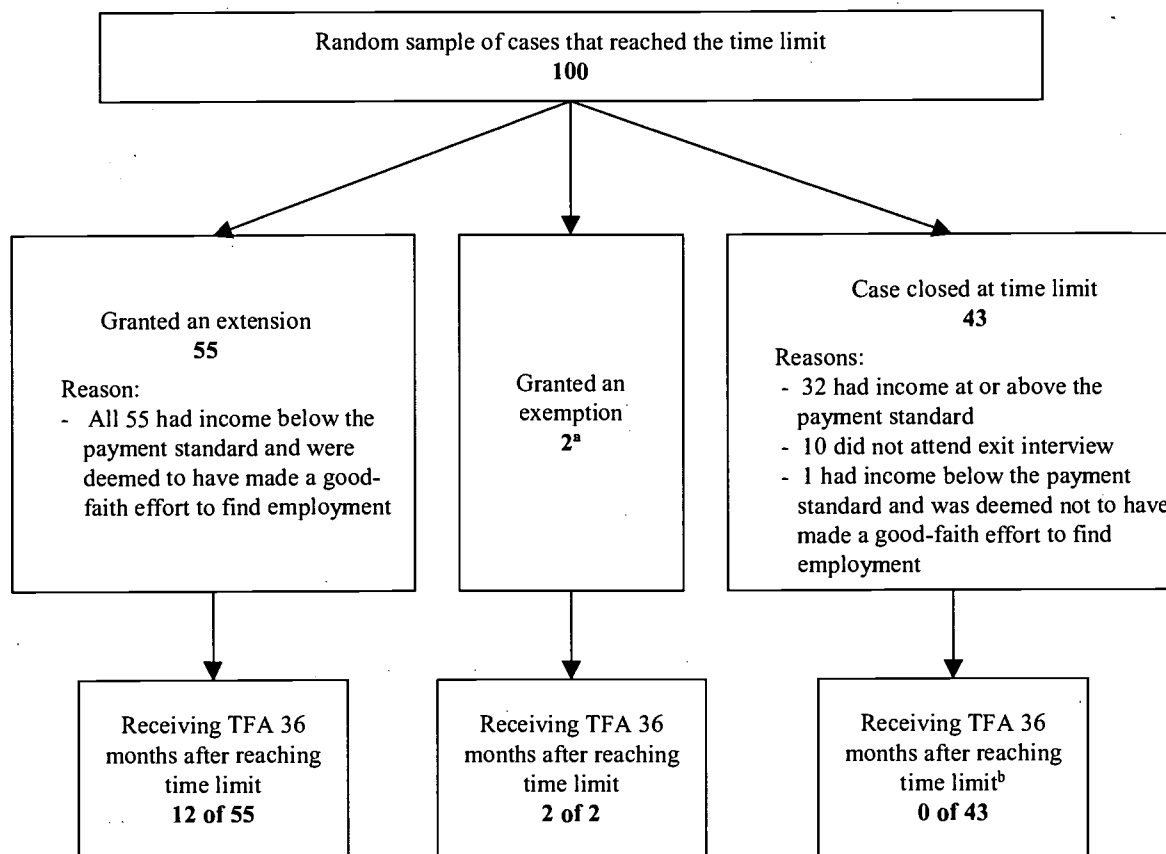 Random sample of cases that reached the time limit
100
Granted an extension
55
Reason:
- All 55 had income below the
payment standard and were
deemed to have made a good-
faith effort to find employment
Granted an
exemption
2ᵃ
Case closed at time limit
43
Reasons:
- 32 had income at or above the
payment standard
- 10 did not attend exit interview
- 1 had income below the payment
standard and was deemed not to have
made a good-faith effort to find
employment
Receiving TFA 36
months after reaching
time limit
12 of 55
Receiving TFA 36
months after reaching
time limit
2 of 2
Receiving TFA 36
months after reaching
time limitᵇ
0 of 43